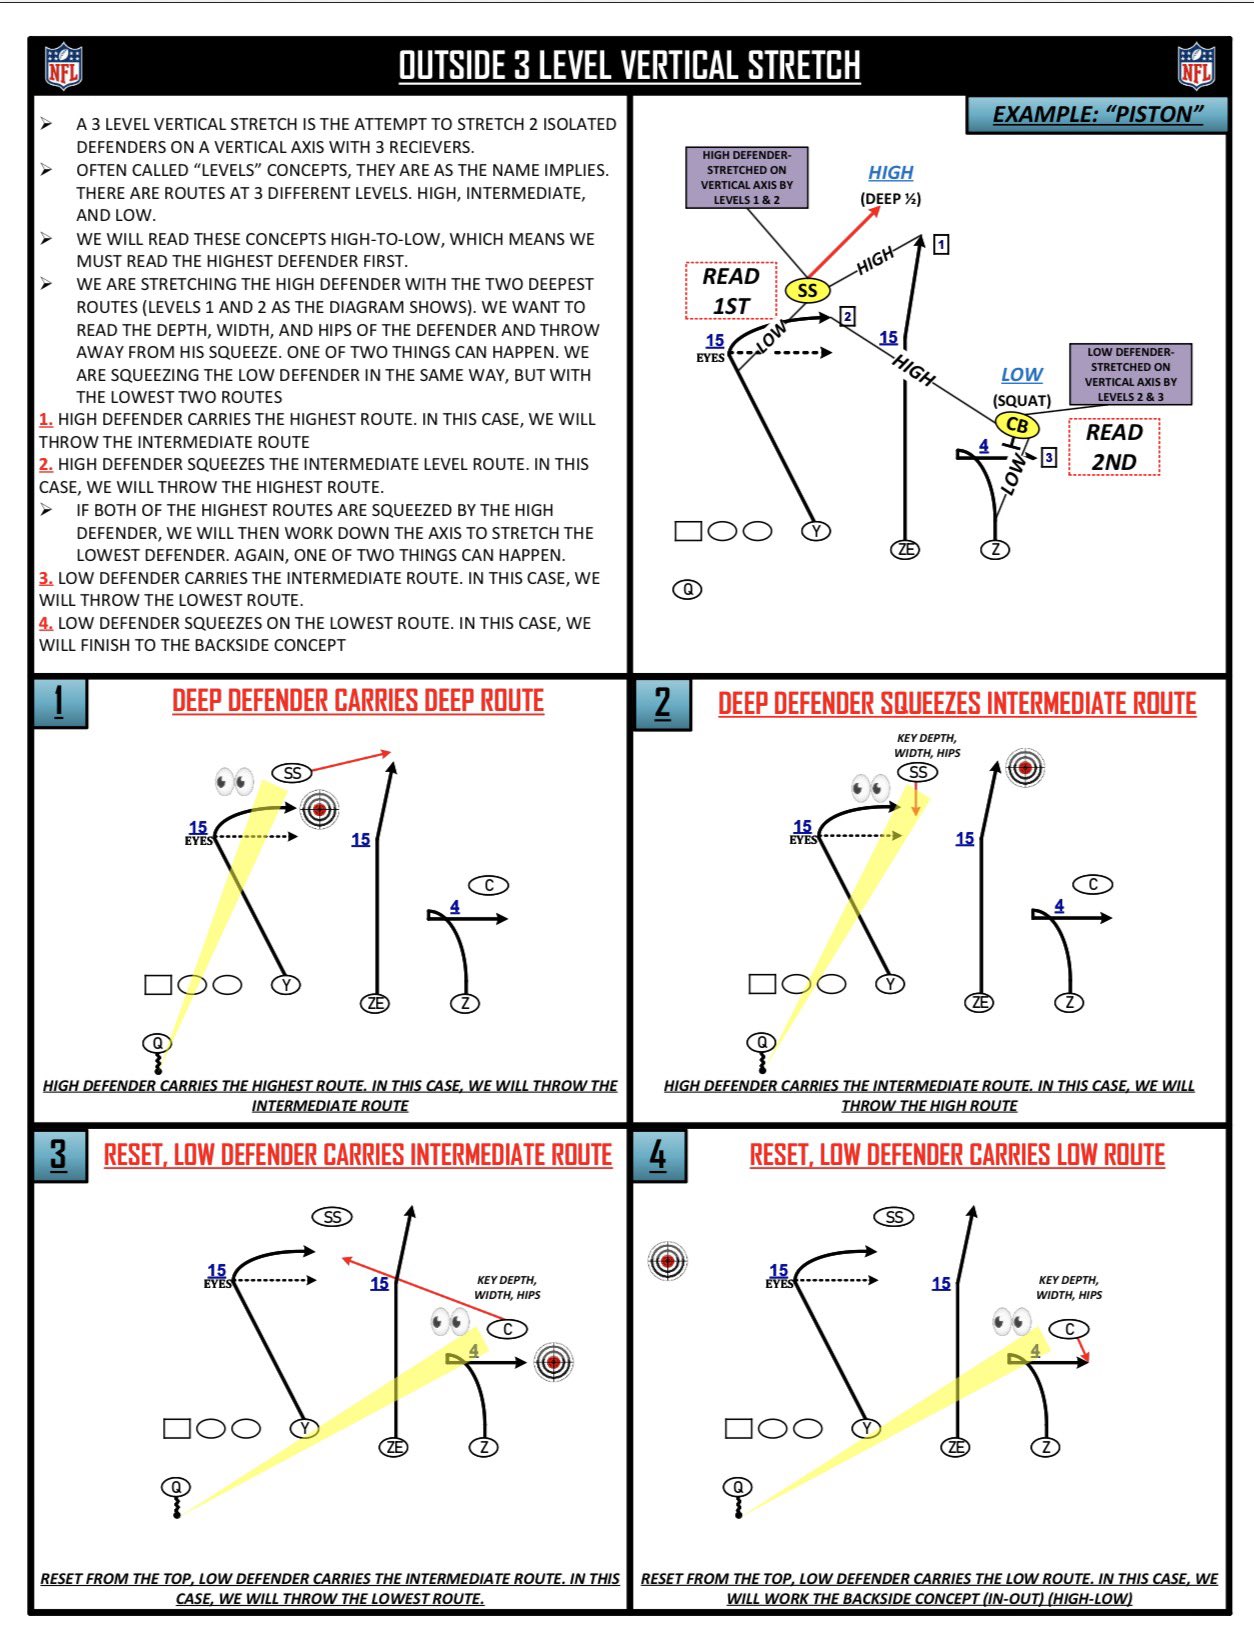 NFL
OUTSIDE 3 LEVEL VERTICAL STRETCH
NFL
➢ A 3 LEVEL VERTICAL STRETCH IS THE ATTEMPT TO STRETCH 2 ISOLATED
DEFENDERS ON A VERTICAL AXIS WITH 3 RECIEVERS.
➢ OFTEN CALLED “LEVELS” CONCEPTS, THEY ARE AS THE NAME IMPLIES.
THERE ARE ROUTES AT 3 DIFFERENT LEVELS. HIGH, INTERMEDIATE,
AND LOW.
➢ WE WILL READ THESE CONCEPTS HIGH-TO-LOW, WHICH MEANS WE
MUST READ THE HIGHEST DEFENDER FIRST.
➢ WE ARE STRETCHING THE HIGH DEFENDER WITH THE TWO DEEPEST
ROUTES (LEVELS 1 AND 2 AS THE DIAGRAM SHOWS). WE WANT TO
READ THE DEPTH, WIDTH, AND HIPS OF THE DEFENDER AND THROW
AWAY FROM HIS SQUEEZE. ONE OF TWO THINGS CAN HAPPEN. WE
ARE SQUEEZING THE LOW DEFENDER IN THE SAME WAY, BUT WITH
THE LOWEST TWO ROUTES
1. HIGH DEFENDER CARRIES THE HIGHEST ROUTE. IN THIS CASE, WE WILL
THROW THE INTERMEDIATE ROUTE
2. HIGH DEFENDER SQUEEZES THE INTERMEDIATE LEVEL ROUTE. IN THIS
CASE, WE WILL THROW THE HIGHEST ROUTE.
➢ IF BOTH OF THE HIGHEST ROUTES ARE SQUEEZED BY THE HIGH
DEFENDER, WE WILL THEN WORK DOWN THE AXIS TO STRETCH THE
LOWEST DEFENDER. AGAIN, ONE OF TWO THINGS CAN HAPPEN.
3. LOW DEFENDER CARRIES THE INTERMEDIATE ROUTE. IN THIS CASE, WE
WILL THROW THE LOWEST ROUTE.
4. LOW DEFENDER SQUEEZES ON THE LOWEST ROUTE. IN THIS CASE, WE
WILL FINISH TO THE BACKSIDE CONCEPT
EXAMPLE: “PISTON”
HIGH DEFENDER-
STRETCHED ON
VERTICAL AXIS BY
LEVELS 1 & 2
HIGH
(DEEP ½)
1
HIGH
READ
1ST
SS
2
LOW
15
EYES
15
HIGH
LOW
(SQUAT)
LOW DEFENDER-
STRETCHED ON
VERTICAL AXIS BY
LEVELS 2 & 3
CB
READ
2ND
4
3
LOW
Y
ZE
Z
Q
1
DEEP DEFENDER CARRIES DEEP ROUTE
SS
15
EYES
15
C
4
Y
ZE
Z
Q
HIGH DEFENDER CARRIES THE HIGHEST ROUTE. IN THIS CASE, WE WILL THROW THE
INTERMEDIATE ROUTE
2
DEEP DEFENDER SQUEEZES INTERMEDIATE ROUTE
KEY DEPTH,
WIDTH, HIPS
SS
15
EYES
15
C
4
Y
ZE
Z
Q
HIGH DEFENDER CARRIES THE INTERMEDIATE ROUTE. IN THIS CASE, WE WILL
THROW THE HIGH ROUTE
3
RESET, LOW DEFENDER CARRIES INTERMEDIATE ROUTE
SS
15
EYES
15
KEY DEPTH,
WIDTH, HIPS
C
4
Y
ZE
Z
Q
RESET FROM THE TOP, LOW DEFENDER CARRIES THE INTERMEDIATE ROUTE. IN THIS
CASE, WE WILL THROW THE LOWEST ROUTE.
4
RESET, LOW DEFENDER CARRIES LOW ROUTE
SS
15
EYES
15
KEY DEPTH,
WIDTH, HIPS
C
4
Y
ZE
Z
Q
RESET FROM THE TOP, LOW DEFENDER CARRIES THE LOW ROUTE. IN THIS CASE, WE
WILL WORK THE BACKSIDE CONCEPT (IN-OUT) (HIGH-LOW)